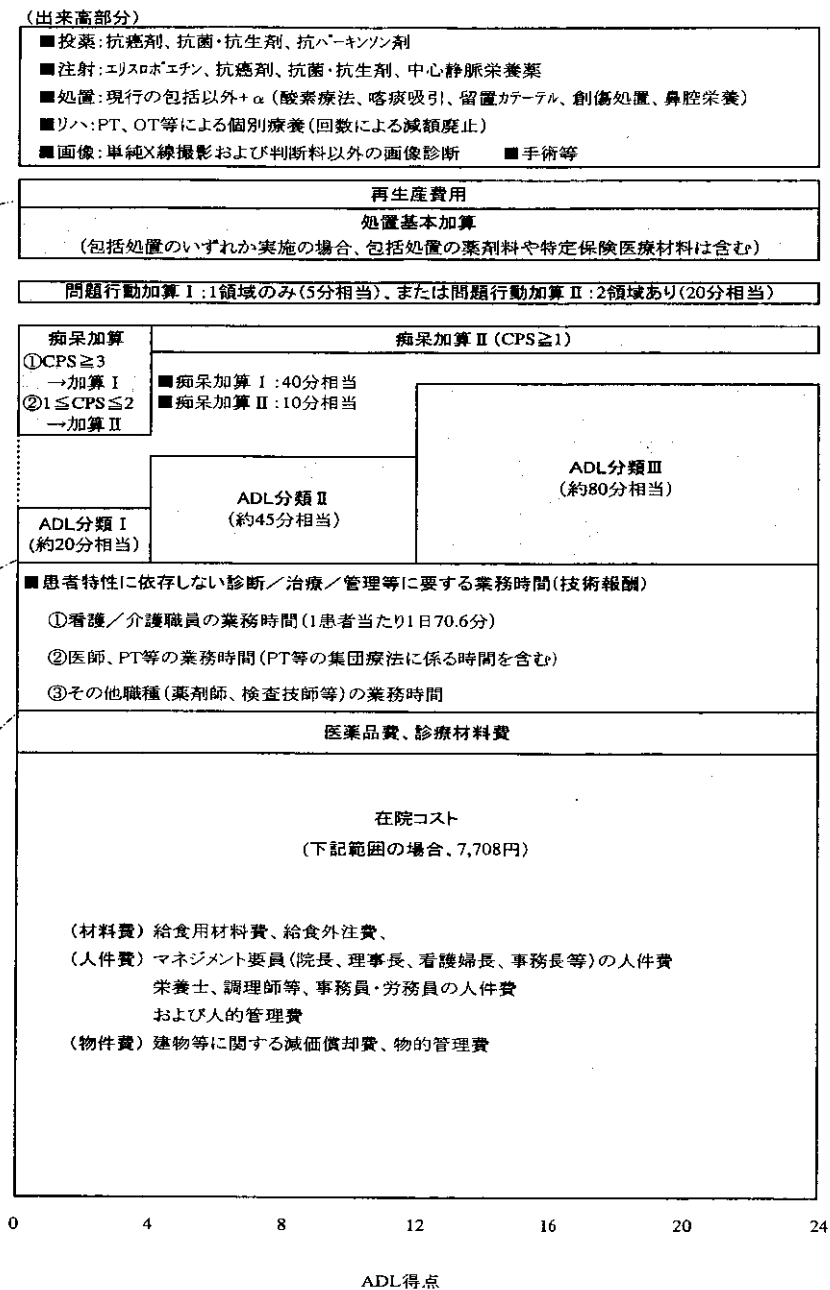 (出来高部分)
■投薬:抗癌剤、抗菌・抗生剤、抗パーキンソン剤
■注射:エリスロポエチン、抗癌剤、抗菌・抗生剤、中心静脈栄養薬
■処置:現行の包括以外+α(酸素療法、喀痰吸引、留置カテーテル、創傷処置、鼻腔栄養)
■リハ:PT、OT等による個別療養(回数による減額廃止)
■画像:単純X線撮影および判断料以外の画像診断 ■手術等
再生産費用
処置基本加算
(包括処置のいずれか実施の場合、包括処置の薬剤料や特定保険医療材料は含む)
問題行動加算Ⅰ:1領域のみ(5分相当)、または問題行動加算Ⅱ:2領域あり(20分相当)
痴呆加算
①CPS≧3
→加算Ⅰ
②1≦CPS≦2
→加算Ⅱ
痴呆加算Ⅱ(CPS≧1)
■痴呆加算Ⅰ:40分相当
■痴呆加算Ⅱ:10分相当
ADL分類Ⅰ
(約20分相当)
ADL分類Ⅱ
(約45分相当)
ADL分類Ⅲ
(約80分相当)
■患者特性に依存しない診断/治療/管理等に要する業務時間(技術報酬)
①看護/介護職員の業務時間(1患者当たり1日70.6分)
②医師、PT等の業務時間(PT等の集団療法に係る時間を含む)
③その他職種(薬剤師、検査技師等)の業務時間
医薬品費、診療材料費
在院コスト
(下記範囲の場合、7,708円)
(材料費) 給食用材料費、給食外注費、
(人件費) マネジメント要員(院長、理事長、看護婦長、事務長等)の人件費
栄養士、調理師等、事務員・労務員の人件費
および人的管理費
(物件費) 建物等に関する減価償却費、物的管理費
0 4 8 12 16 20 24
ADL得点